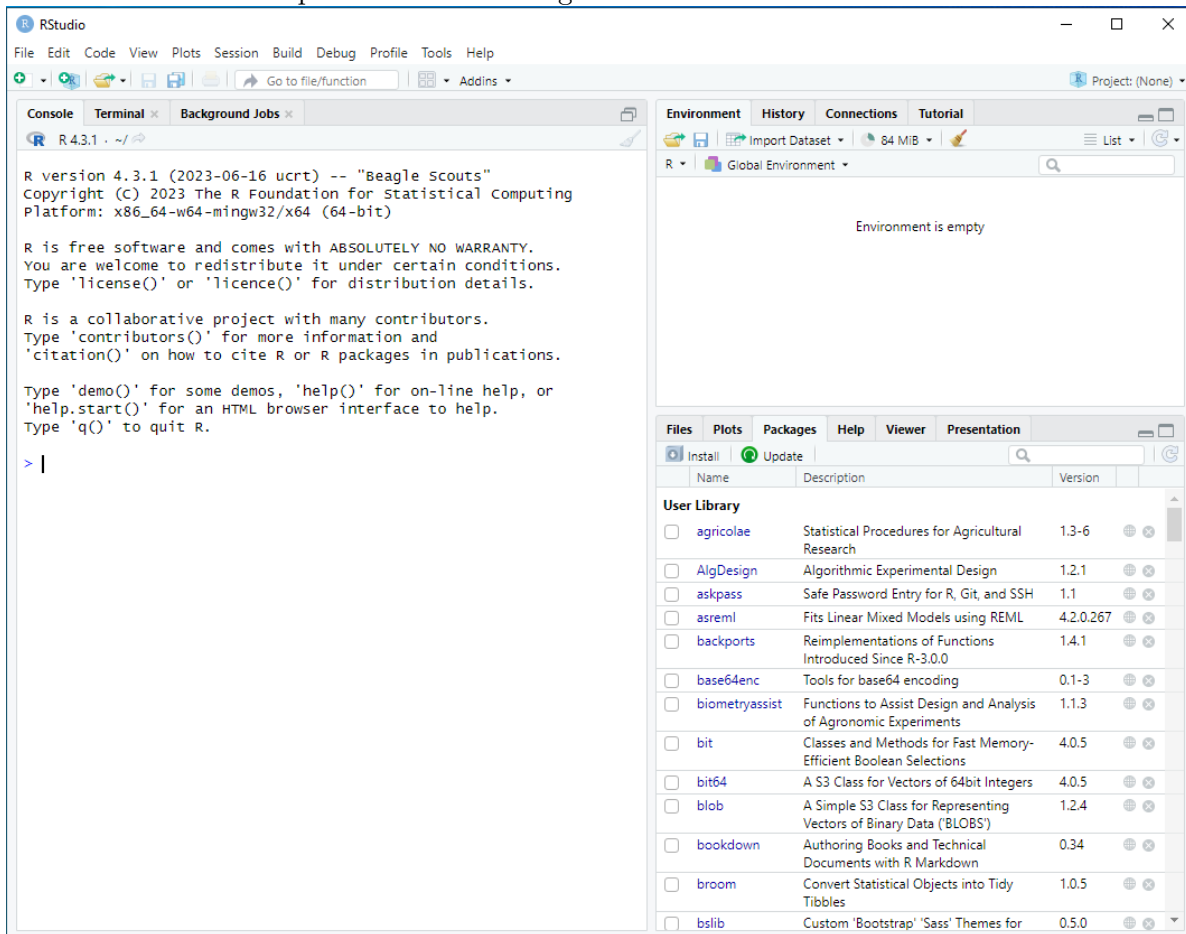 RStudio
File Edit Code View Plots Session Build Debug Profile Tools Help
Go to file/function Addins Project: (None)
Console Terminal Background Jobs
R 4.3.1 · ~/
R version 4.3.1 (2023-06-16 ucrt) -- "Beagle Scouts"
Copyright (C) 2023 The R Foundation for Statistical Computing
Platform: x86_64-w64-mingw32/x64 (64-bit)
R is free software and comes with ABSOLUTELY NO WARRANTY.
You are welcome to redistribute it under certain conditions.
Type 'license()' or 'licence()' for distribution details.
R is a collaborative project with many contributors.
Type 'contributors()' for more information and
'citation()' on how to cite R or R packages in publications.
Type 'demo()' for some demos, 'help()' for on-line help, or
'help.start()' for an HTML browser interface to help.
Type 'q()' to quit R.
>
Environment History Connections Tutorial
Import Dataset 84 MiB List
R Global Environment
Environment is empty
Files Plots Packages Help Viewer Presentation
Install Update
Name Description Version
User Library
agricolae Statistical Procedures for Agricultural 1.3-6
Research
AlgDesign Algorithmic Experimental Design 1.2.1
askpass Safe Password Entry for R, Git, and SSH 1.1
asreml Fits Linear Mixed Models using REML 4.2.0.267
backports Reimplementations of Functions 1.4.1
Introduced Since R-3.0.0
base64enc Tools for base64 encoding 0.1-3
biometryassist Functions to Assist Design and Analysis 1.1.3
of Agronomic Experiments
bit Classes and Methods for Fast Memory- 4.0.5
Efficient Boolean Selections
bit64 A S3 Class for Vectors of 64bit Integers 4.0.5
blob A Simple S3 Class for Representing 1.2.4
Vectors of Binary Data ('BLOBS')
bookdown Authoring Books and Technical 0.34
Documents with R Markdown
broom Convert Statistical Objects into Tidy 1.0.5
Tibbles
bslib Custom 'Bootstrap' 'Sass' Themes for 0.5.0